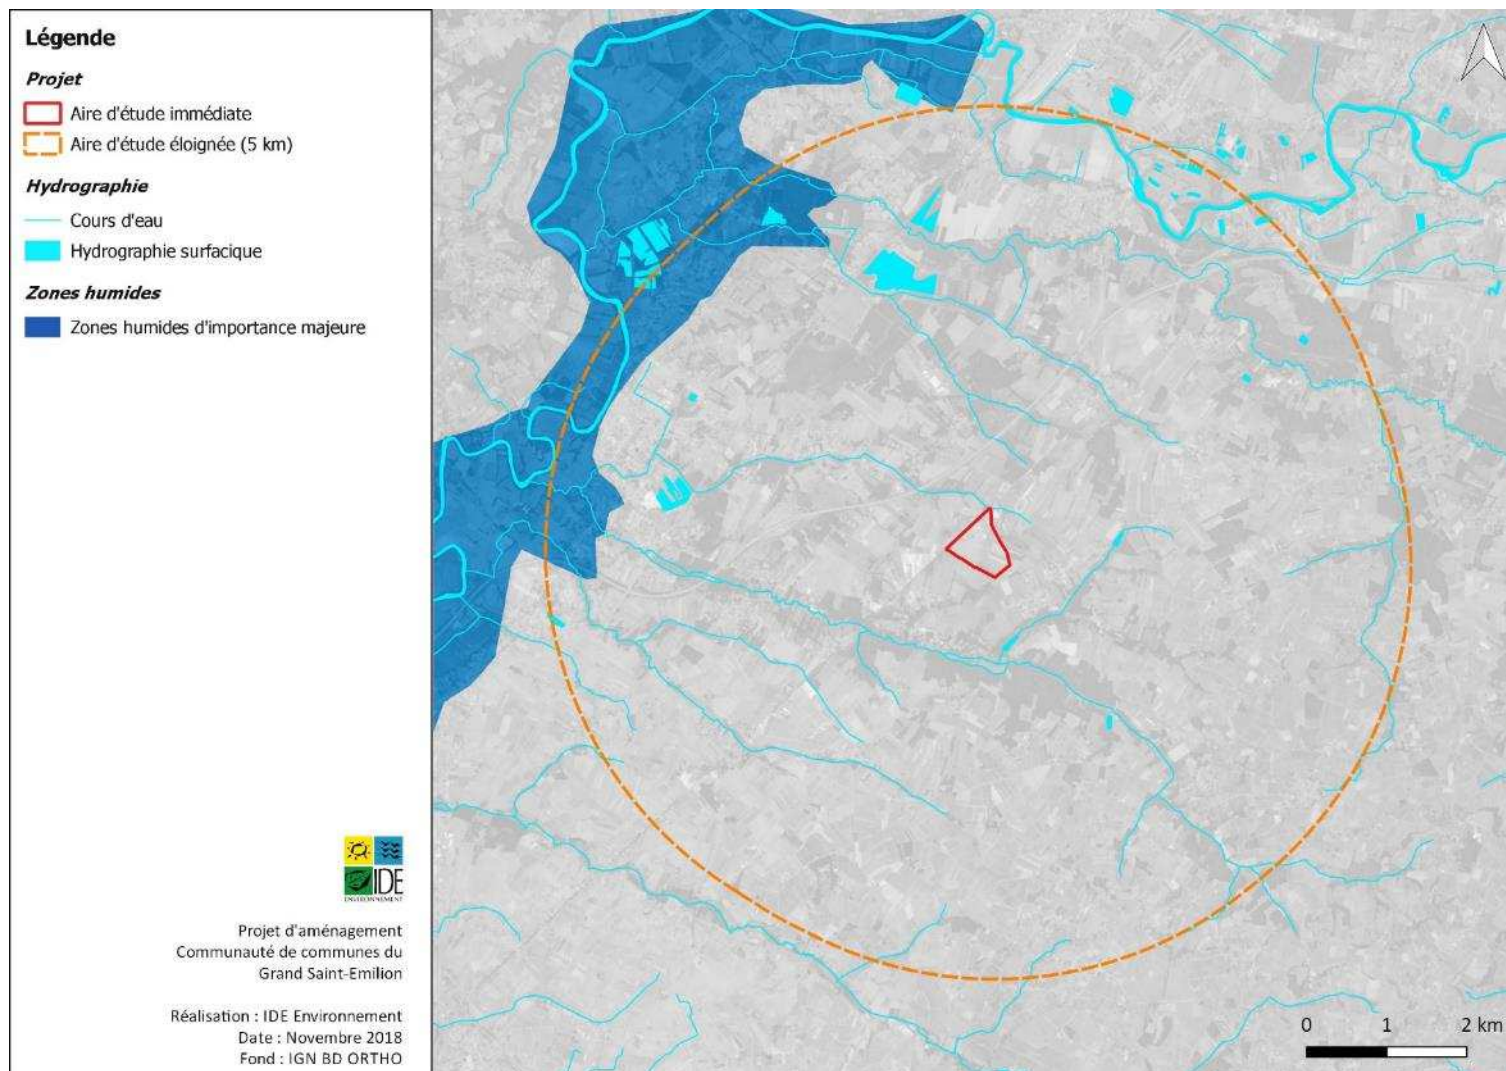 Légende
Projet
Aire d'étude immédiate
Aire d'étude éloignée (5 km)
Hydrographie
Cours d'eau
Hydrographie surfacique
Zones humides
Zones humides d'importance majeure
IDE
ENVIRONNEMENT
Projet d'aménagement
Communauté de communes du
Grand Saint-Emilion
Réalisation : IDE Environnement
Date : Novembre 2018
Fond : IGN BD ORTHO
0 1 2 km